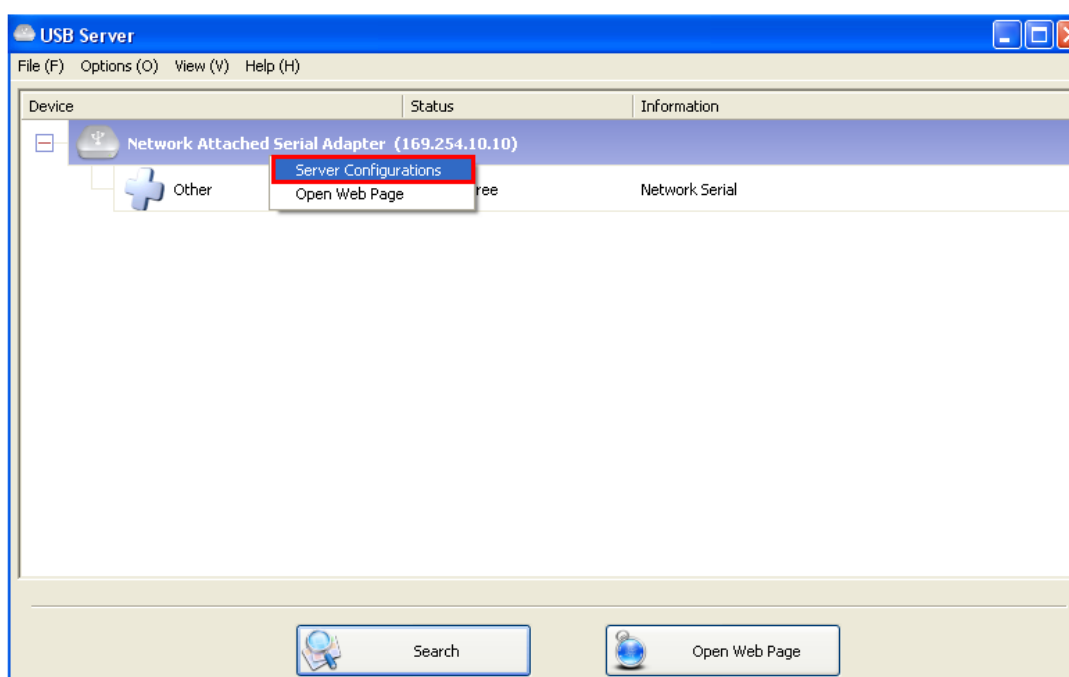 USB Server
File (F) Options (O) View (V) Help (H)
Device Status Information
Network Attached Serial Adapter (169.254.10.10)
Server Configurations
Other ree Network Serial
Open Web Page
Search Open Web Page